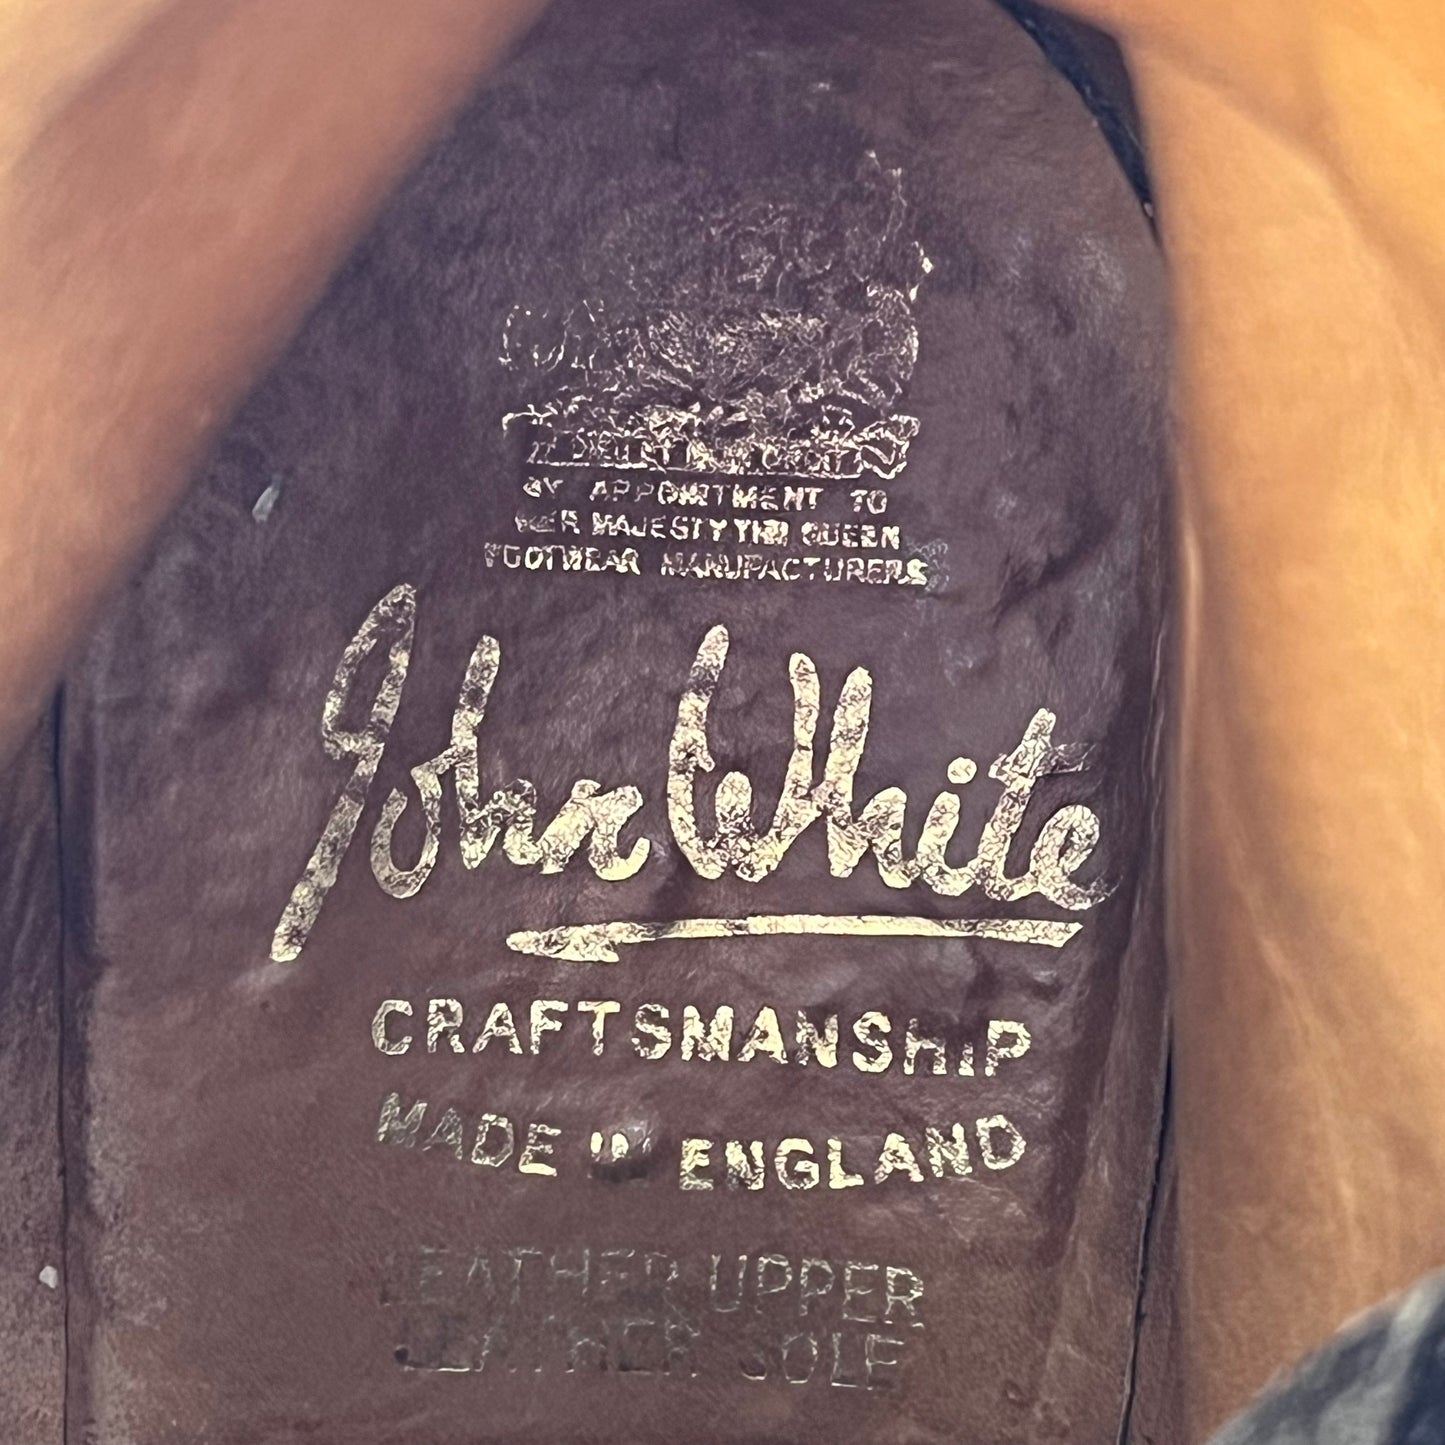 BY APPOINTMENT TO
HER MAJESTY THE QUEEN
FOOTWEAR MANUFACTURERS
John White
CRAFTSMANSHIP
MADE IN ENGLAND
LEATHER UPPER
LEATHER SOLE